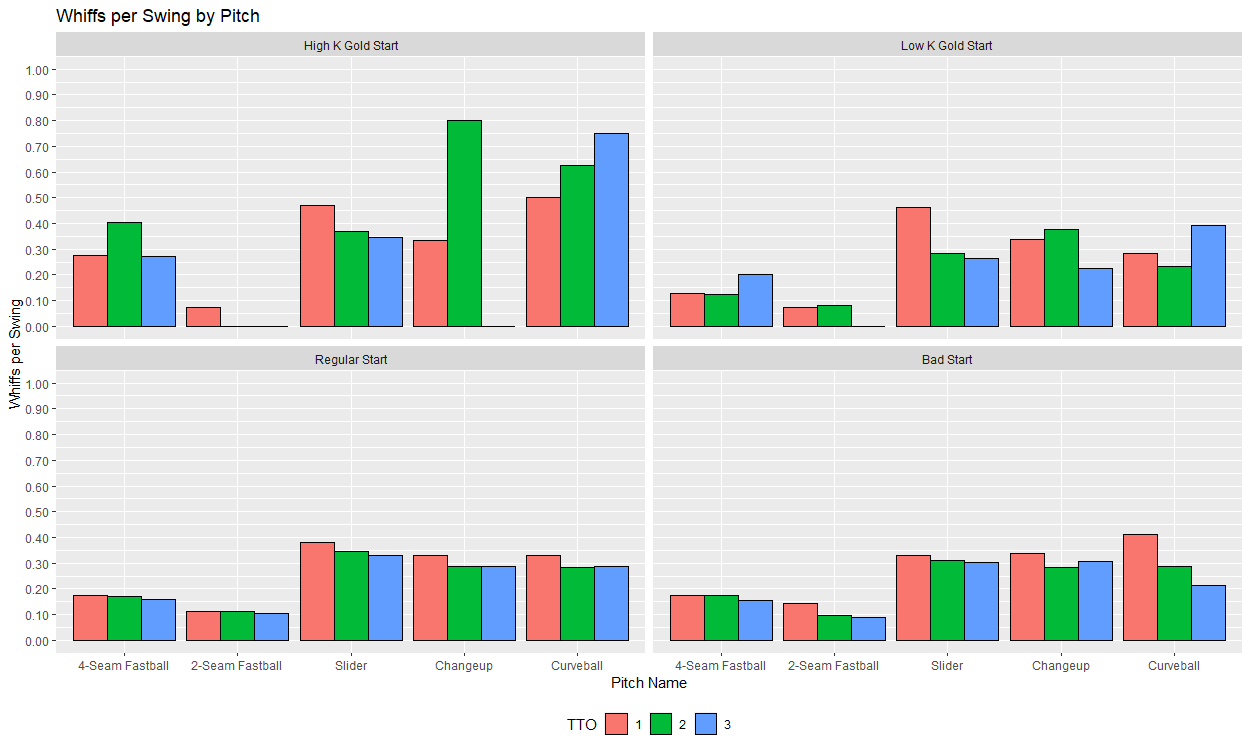 Whiffs per Swing by Pitch
High K Gold Start
Low K Gold Start
1.00
0.90
0.80
0.70
0.60
0.50
0.40
0.30
0.20
0.10
0.00
Whiffs per Swing
Regular Start
Bad Start
1.00
0.90
0.80
0.70
0.60
0.50
0.40
0.30
0.20
0.10
0.00
4-Seam Fastball 2-Seam Fastball Slider Changeup Curveball
4-Seam Fastball 2-Seam Fastball Slider Changeup Curveball
Pitch Name
TTO 1 2 3